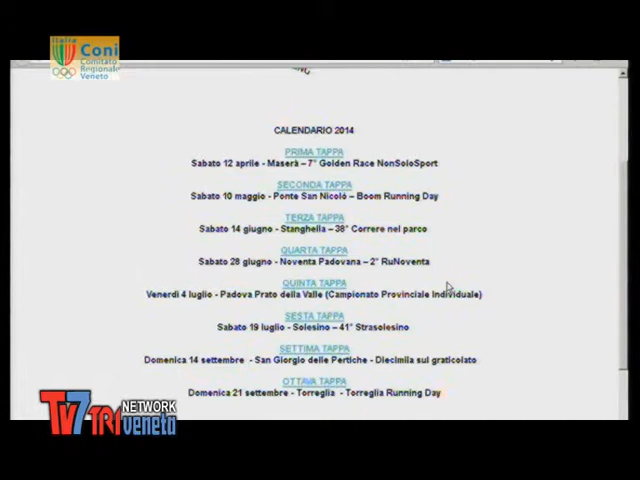 Italia
Coni
Comitato
Regionale
Veneto
CALENDARIO 2014
PRIMA TAPPA
Sabato 12 aprile - Maserà – 7° Golden Race NonSoloSport
SECONDA TAPPA
Sabato 10 maggio - Ponte San Nicolò – Boom Running Day
TERZA TAPPA
Sabato 14 giugno - Stanghella – 38° Correre nel parco
QUARTA TAPPA
Sabato 28 giugno - Noventa Padovana – 2° RuNoventa
QUINTA TAPPA
Venerdì 4 luglio - Padova Prato della Valle (Campionato Provinciale Individuale)
SESTA TAPPA
Sabato 19 luglio - Solesino – 41° Strasolesino
SETTIMA TAPPA
Domenica 14 settembre - San Giorgio delle Pertiche - Diecimila sul graticolato
OTTAVA TAPPA
Domenica 21 settembre - Torreglia - Torreglia Running Day
TV7 TRIVENETA NETWORK